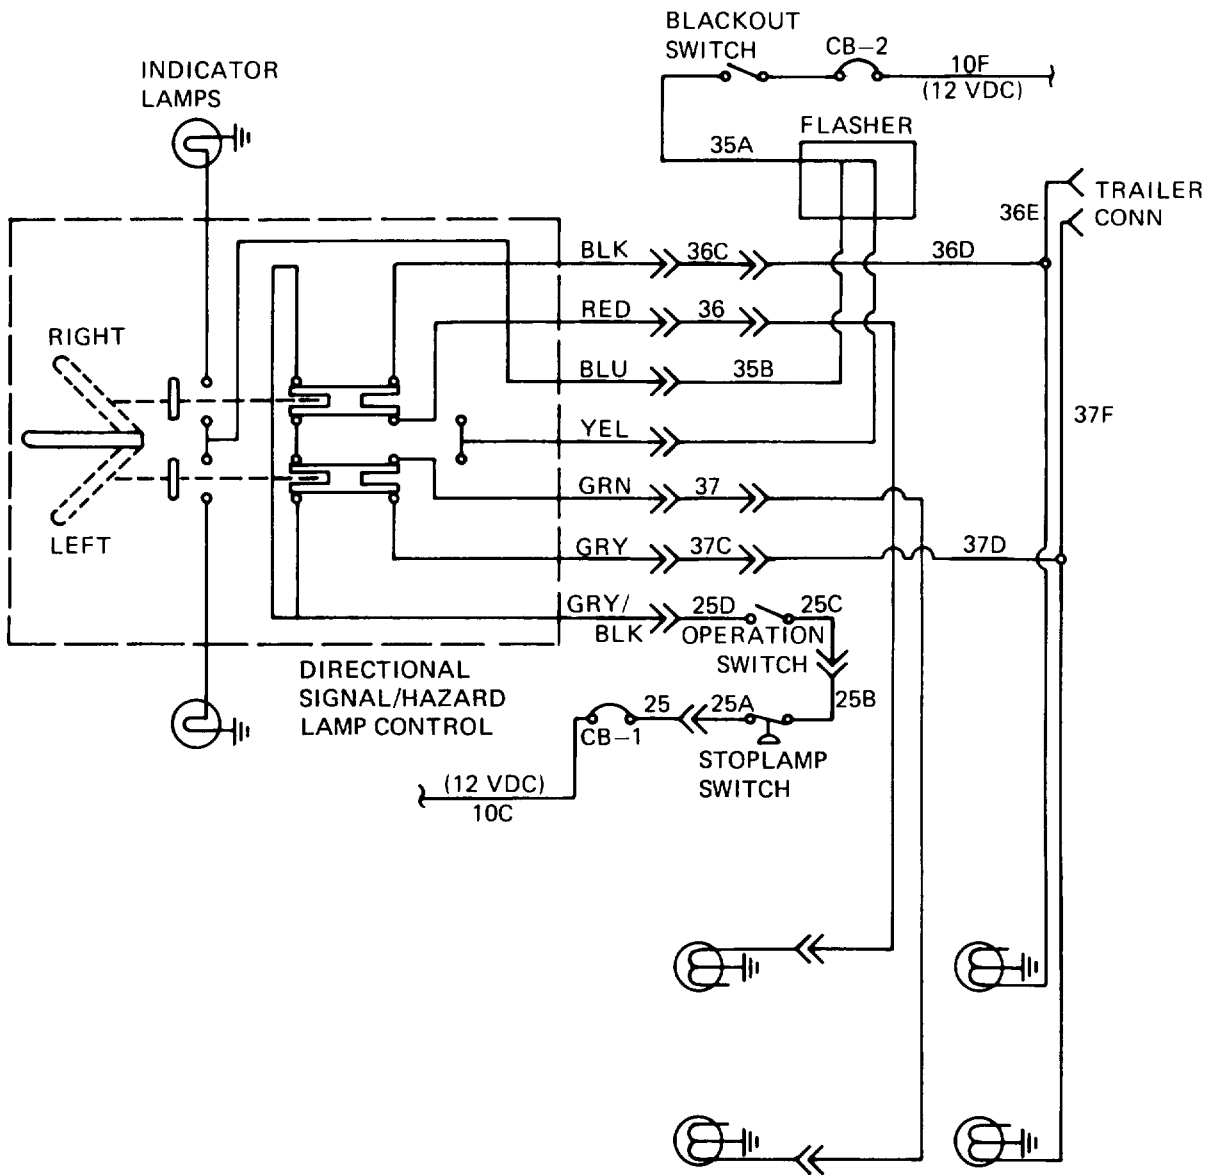 BLACKOUT
SWITCH
CB-2
10F
(12 VDC)
INDICATOR
LAMPS
FLASHER
35A
TRAILER
CONN
36E
BLK
36C
36D
RED
36
RIGHT
BLU
35B
37F
YEL
GRN
37
LEFT
GRY
37C
37D
GRY/
BLK
25D
25C
OPERATION
SWITCH
DIRECTIONAL
SIGNAL/HAZARD
LAMP CONTROL
25
25A
25B
CB-1
STOPLAMP
SWITCH
(12 VDC)
10C